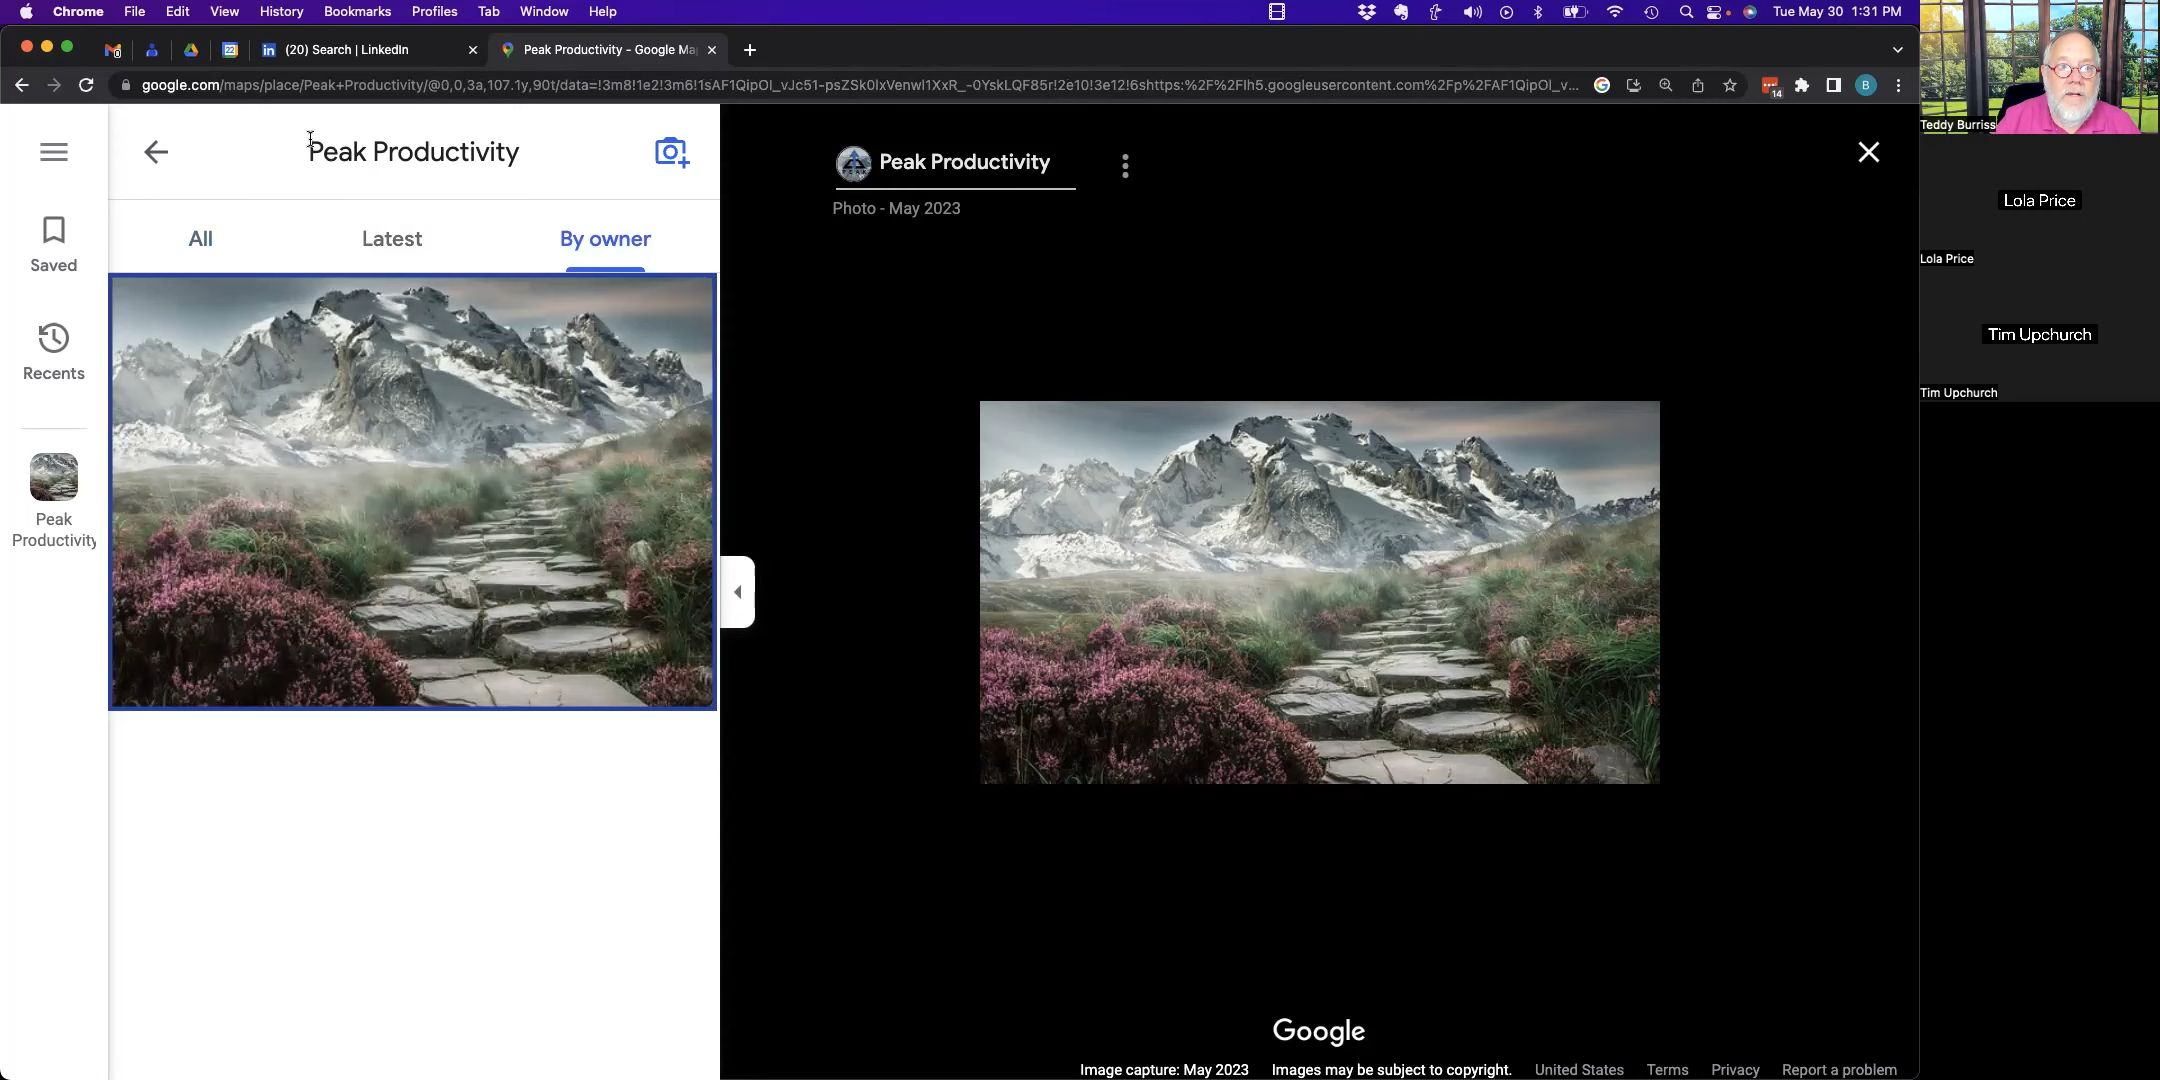 Chrome File Edit View History Bookmarks Profiles Tab Window Help Tue May 30 1:31 PM
0 22 (20) Search | LinkedIn Peak Productivity - Google Ma
google.com/maps/place/Peak+Productivity/@0,0,3a,107.1y,90t/data=!3m8!1e2!3m6!1sAF1QipOl_vJc51-psZSk0lxVenwl1XxR_-0YskLQF85r!2e10!3e12!6shttps:%2F%2Flh5.googleusercontent.com%2Fp%2FAF1QipOl_v... 14 B
Peak Productivity
All Latest By owner
Saved
Recents
Peak
Productivity
Peak Productivity
Photo - May 2023
Google
Image capture: May 2023 Images may be subject to copyright. United States Terms Privacy Report a problem
Teddy Burriss
Lola Price
Lola Price
Tim Upchurch
Tim Upchurch